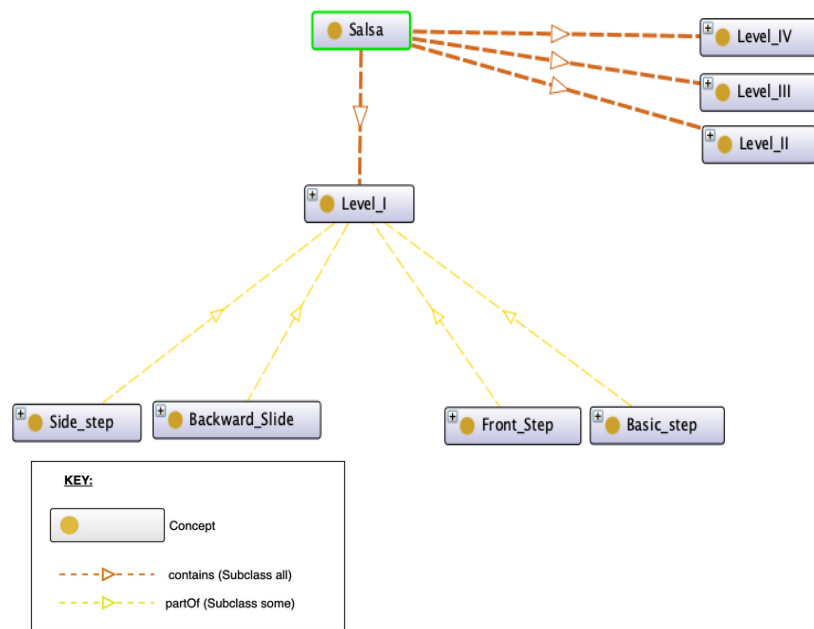 Salsa
Level_IV
Level_III
Level_II
Level_I
Side_step
Backward_Slide
Front_Step
Basic_step
KEY:
Concept
contains (Subclass all)
partOf (Subclass some)